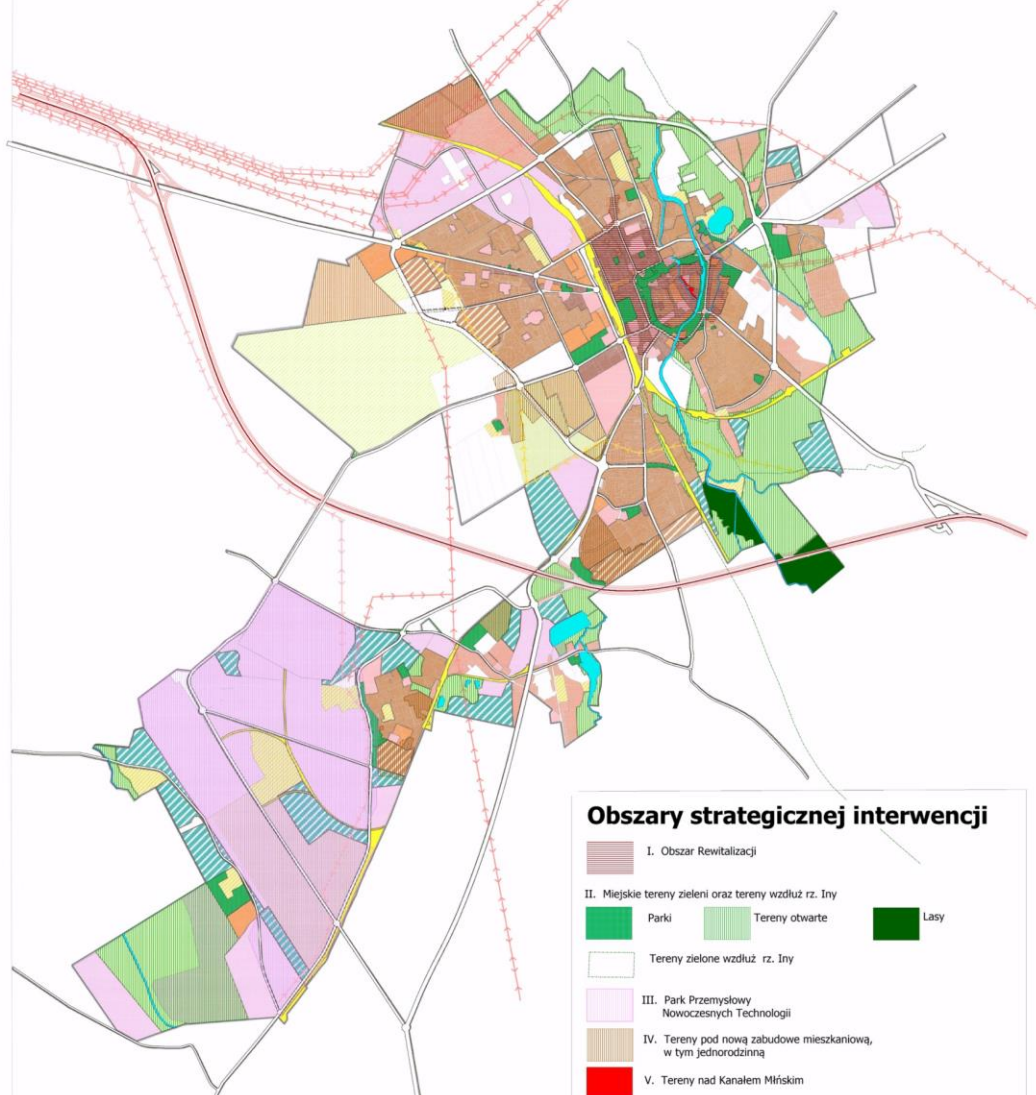 Obszary strategicznej interwencji
I. Obszar Rewitalizacji
II. Miejskie tereny zieleni oraz tereny wzdłuż rz. Iny
Parki
Tereny otwarte
Lasy
Tereny zielone wzdłuż rz. Iny
III. Park Przemysłowy
Nowoczesnych Technologii
IV. Tereny pod nową zabudowe mieszkaniową,
w tym jednorodzinną
V. Tereny nad Kanałem Młńskim